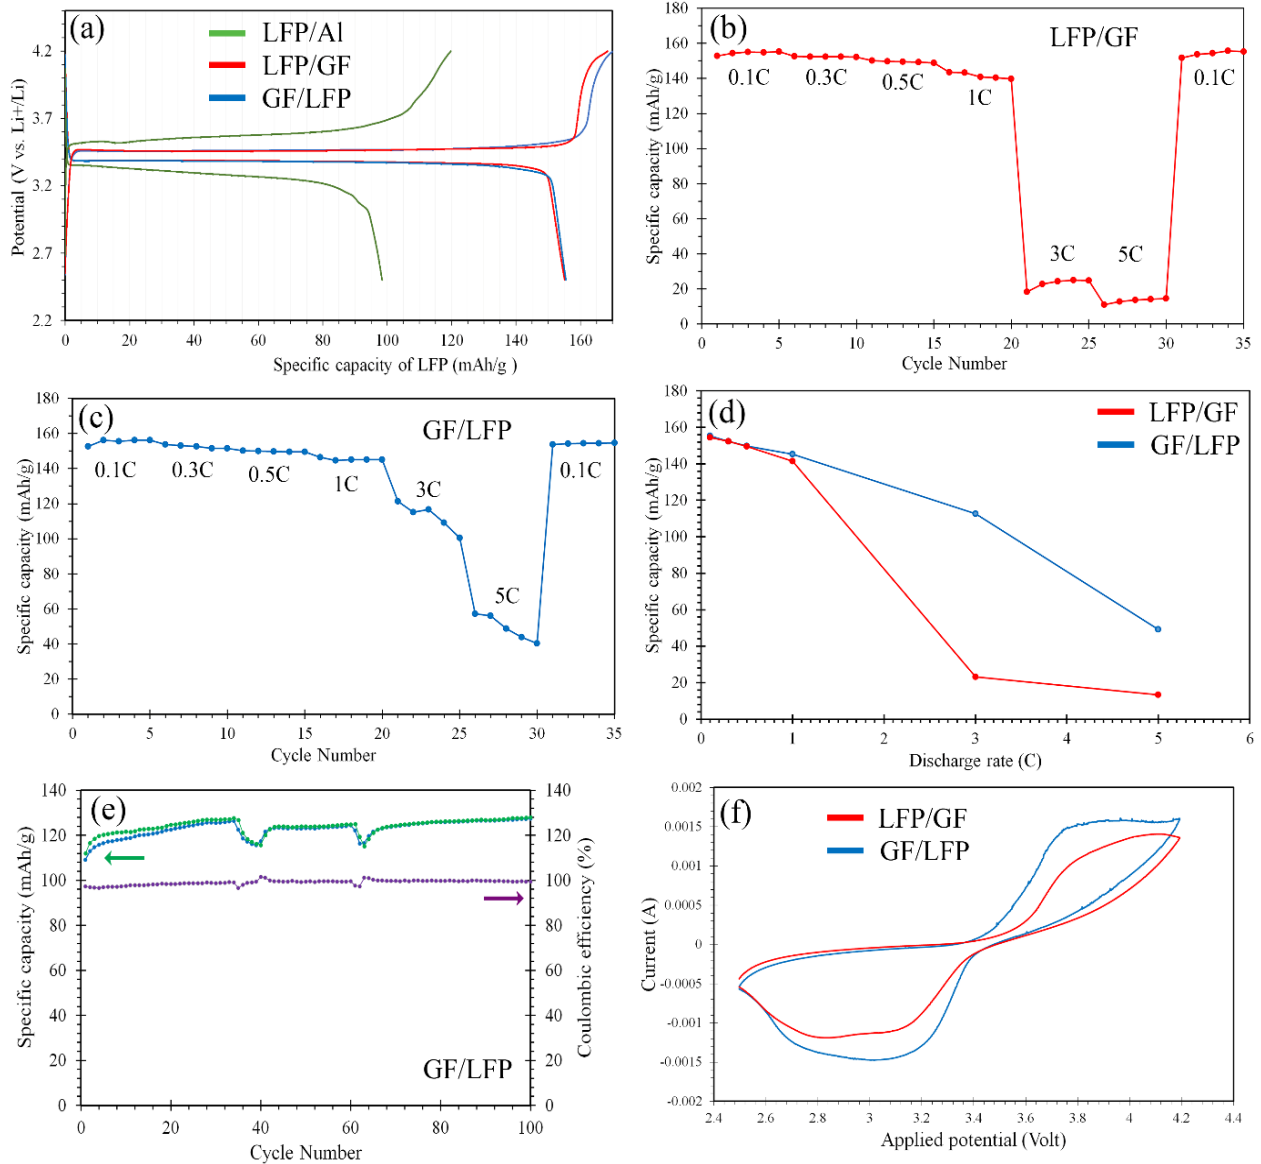 (a)
LFP/Al
LFP/GF
GF/LFP
Potential (V vs. Li+/Li)
4.2
3.7
3.2
2.7
2.2
0 20 40 60 80 100 120 140 160
Specific capacity of LFP (mAh/g )
(b)
LFP/GF
Specific capacity (mAh/g)
180
160
140
120
100
80
60
40
20
0
0.1C 0.3C 0.5C 1C 3C 5C 0.1C
0 5 10 15 20 25 30 35
Cycle Number
(c)
GF/LFP
Specific capacity (mAh/g)
180
160
140
120
100
80
60
40
20
0
0.1C 0.3C 0.5C 1C 3C 5C 0.1C
0 5 10 15 20 25 30 35
Cycle Number
(d)
LFP/GF
GF/LFP
Specific capacity (mAh/g)
180
160
140
120
100
80
60
40
20
0
0 1 2 3 4 5 6
Discharge rate (C)
(e)
GF/LFP
Specific capacity (mAh/g)
140
120
100
80
60
40
20
0
Coulombic efficiency (%)
140
120
100
80
60
40
20
0
0 20 40 60 80 100
Cycle Number
(f)
LFP/GF
GF/LFP
Current (A)
0.002
0.0015
0.001
0.0005
0
-0.0005
-0.001
-0.0015
-0.002
2.4 2.6 2.8 3 3.2 3.4 3.6 3.8 4 4.2 4.4
Applied potential (Volt)